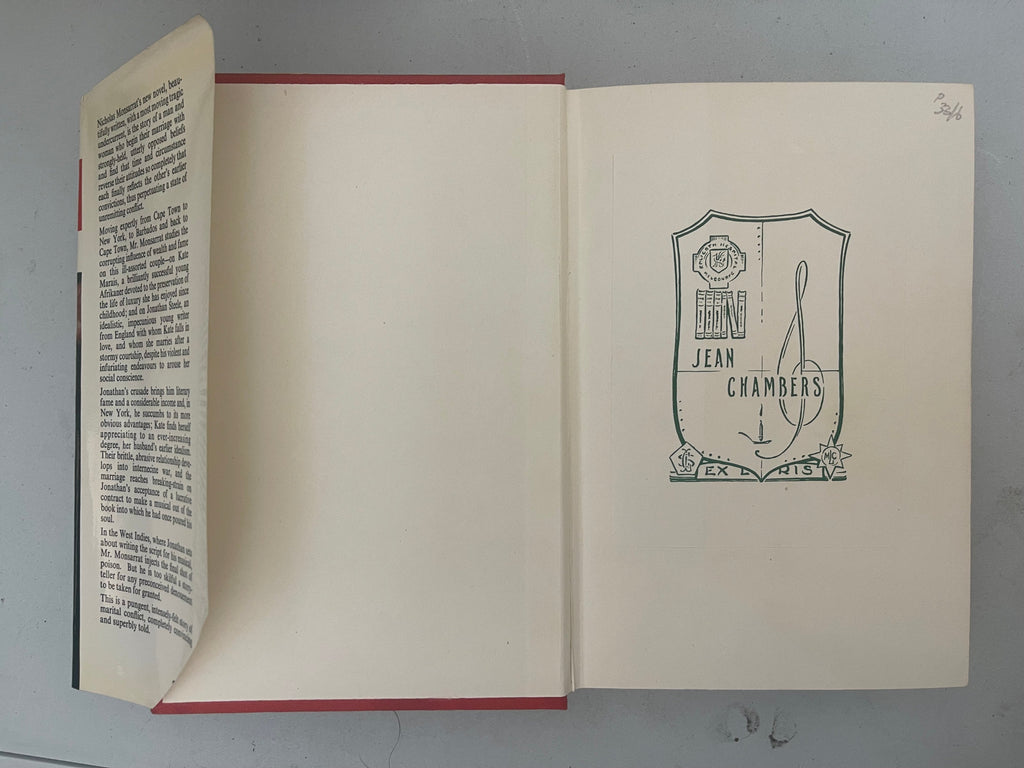 Nicholas Monsarrat's new novel, beau-
tifully written, with a most moving tragic
undercurrent, is the story of a man and
woman who begin their marriage with
strongly-held, utterly opposed beliefs
and find that time and circumstance
reverse their attitudes so completely that
each finally reflects the other's earlier
convictions, thus perpetuating a state of
unremitting conflict.
Moving expertly from Cape Town to
New York, to Barbados and back to
Cape Town, Mr. Monsarrat studies the
corrupting influence of wealth and fame
on this ill-assorted couple—on Kate
Marais, a brilliantly successful young
Afrikaner devoted to the preservation of
the life of luxury she has enjoyed since
childhood; and on Jonathan Steele, an
idealistic, impecunious young writer
from England with whom Kate falls in
love, and whom she marries after a
stormy courtship, despite his violent and
infuriating endeavours to arouse her
social conscience.
Jonathan's crusade brings him literary
fame and a considerable income and, in
New York, he succumbs to its more
obvious advantages; Kate finds herself
appreciating to an ever-increasing
degree, her husband's earlier idealism.
Their brittle, abrasive relationship deve-
lops into internecine war, and the
marriage reaches breaking-strain on
Jonathan's acceptance of a lucrative
contract to make a musical out of the
book into which he had once poured his
soul.
In the West Indies, where Jonathan sets
about writing the script for his musical,
Mr. Monsarrat injects the final shot of
poison. But he is too skilful a story-
teller for any preconceived denouement
to be taken for granted.
This is a pungent, intensely-felt story of
marital conflict, completely convincing
and superbly told.
P
33/6
JEAN
CHAMBERS
EX L RIS
MLC